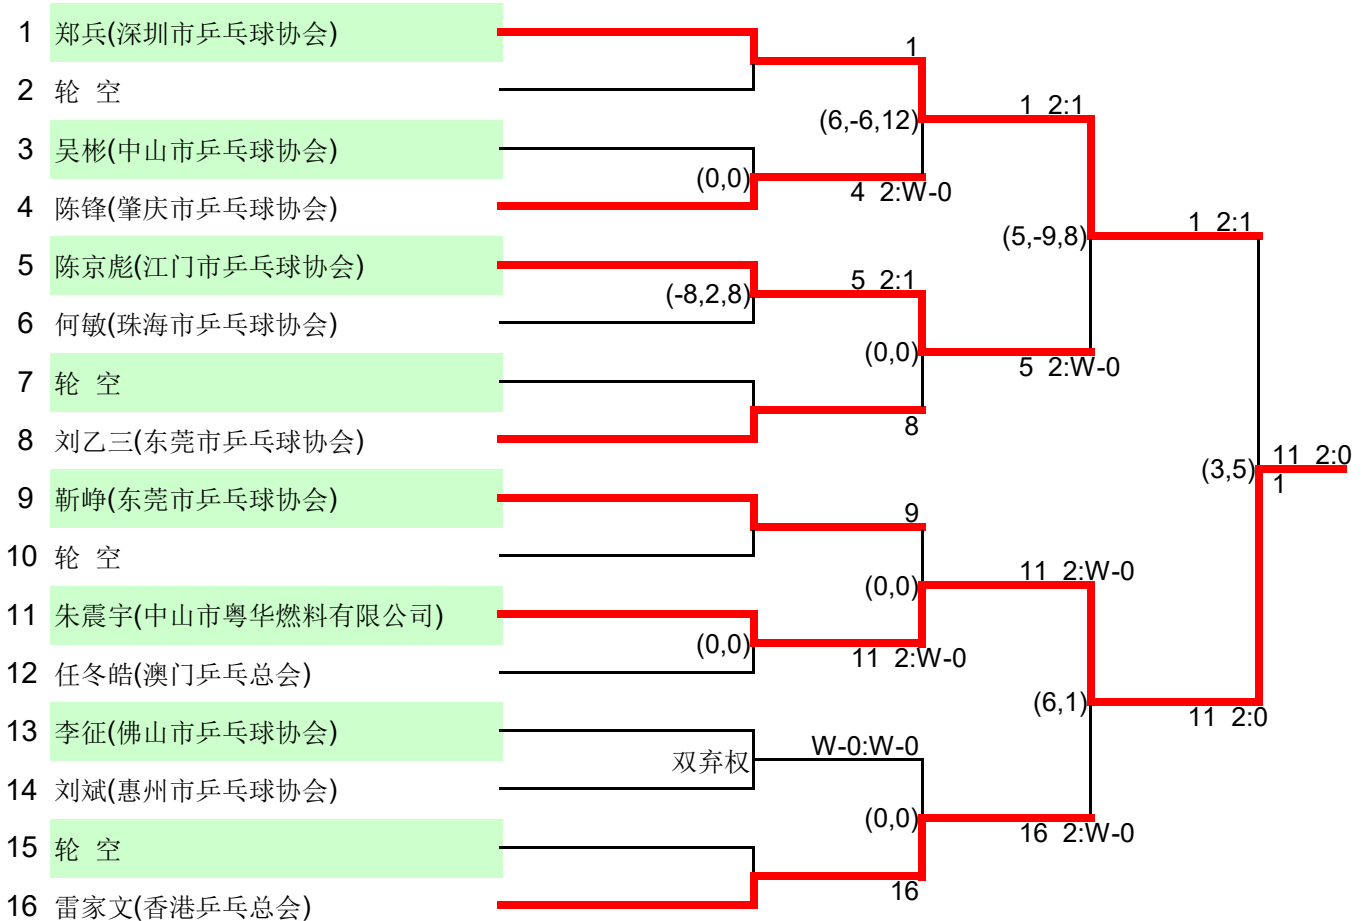 1 郑兵(深圳市乒乓球协会)
1
2 轮 空
1 2:1
(6,-6,12)
3 吴彬(中山市乒乓球协会)
(0,0)
4 2:W-0
4 陈锋(肇庆市乒乓球协会)
1 2:1
(5,-9,8)
5 陈京彪(江门市乒乓球协会)
5 2:1
(-8,2,8)
6 何敏(珠海市乒乓球协会)
(0,0)
5 2:W-0
7 轮 空
8
8 刘乙三(东莞市乒乓球协会)
11 2:0
(3,5)
1
9 靳峥(东莞市乒乓球协会)
9
10 轮 空
11 2:W-0
(0,0)
11 朱震宇(中山市粤华燃料有限公司)
(0,0)
11 2:W-0
12 任冬皓(澳门乒乓总会)
(6,1)
11 2:0
13 李征(佛山市乒乓球协会)
W-0:W-0
双弃权
14 刘斌(惠州市乒乓球协会)
(0,0)
16 2:W-0
15 轮 空
16
16 雷家文(香港乒乓总会)